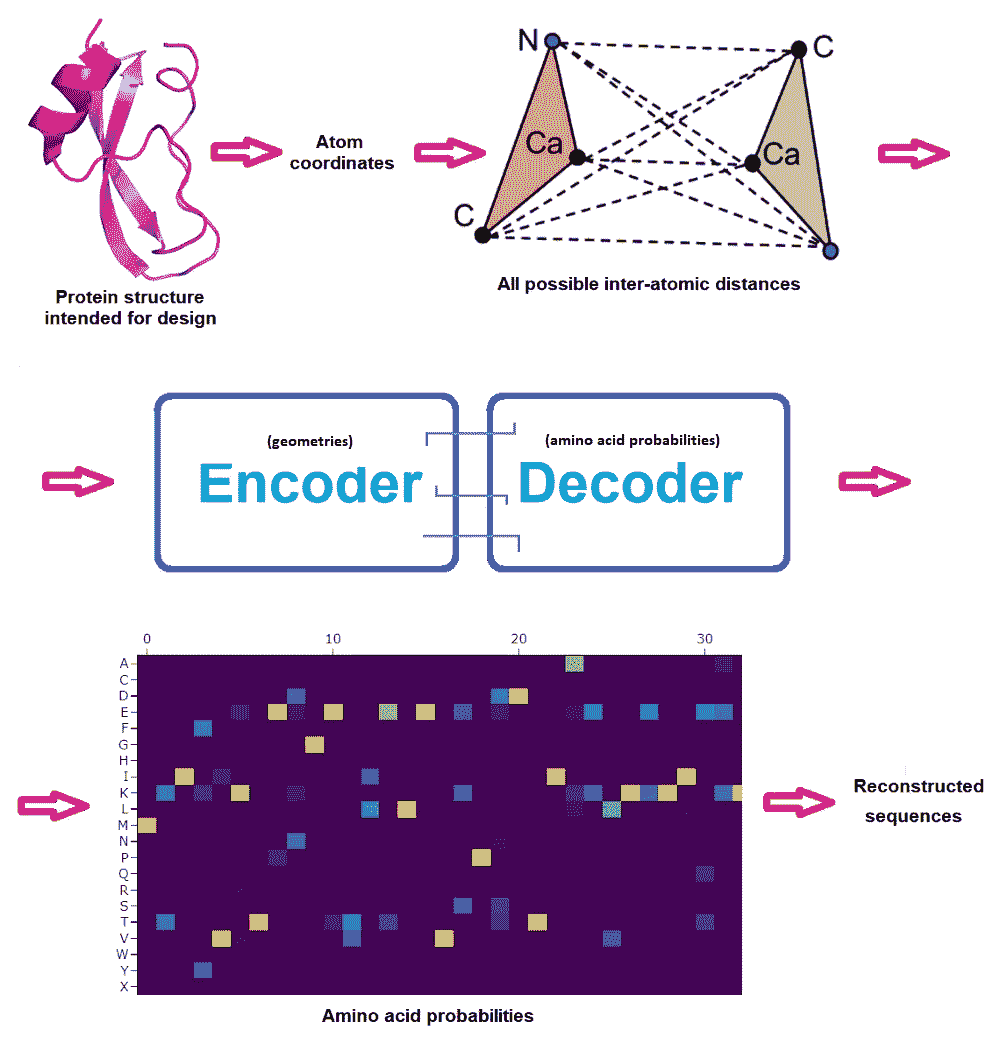 N
C
Ca
Ca
C
Atom
coordinates
Protein structure
intended for design
All possible inter-atomic distances
(geometries)
Encoder
(amino acid probabilities)
Decoder
0 10 20 30
A
C
D
E
F
G
H
I
K
L
M
N
P
Q
R
S
T
V
W
Y
X
Reconstructed
sequences
Amino acid probabilities